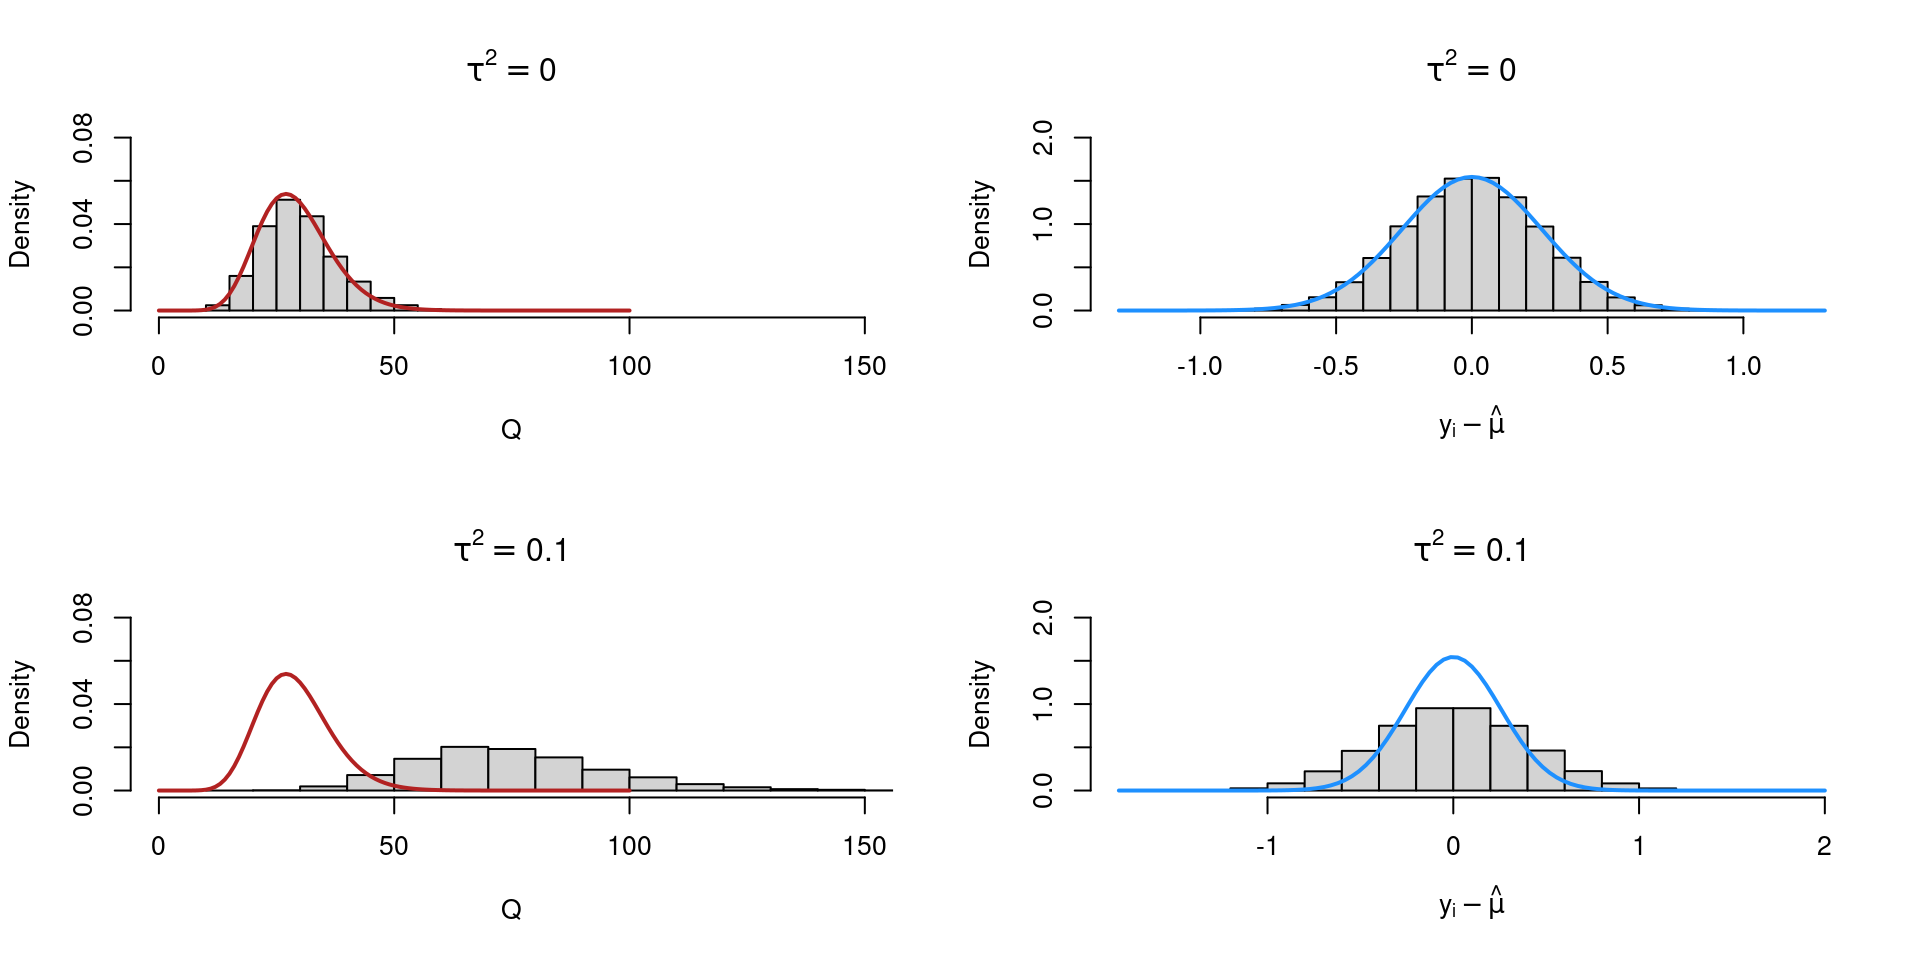 τ² = 0
Density
0.00 0.04 0.08
0 50 100 150
Q
τ² = 0
Density
0.0 1.0 2.0
-1.0 -0.5 0.0 0.5 1.0
yᵢ − μ̂
τ² = 0.1
Density
0.00 0.04 0.08
0 50 100 150
Q
τ² = 0.1
Density
0.0 1.0 2.0
-1 0 1 2
yᵢ − μ̂